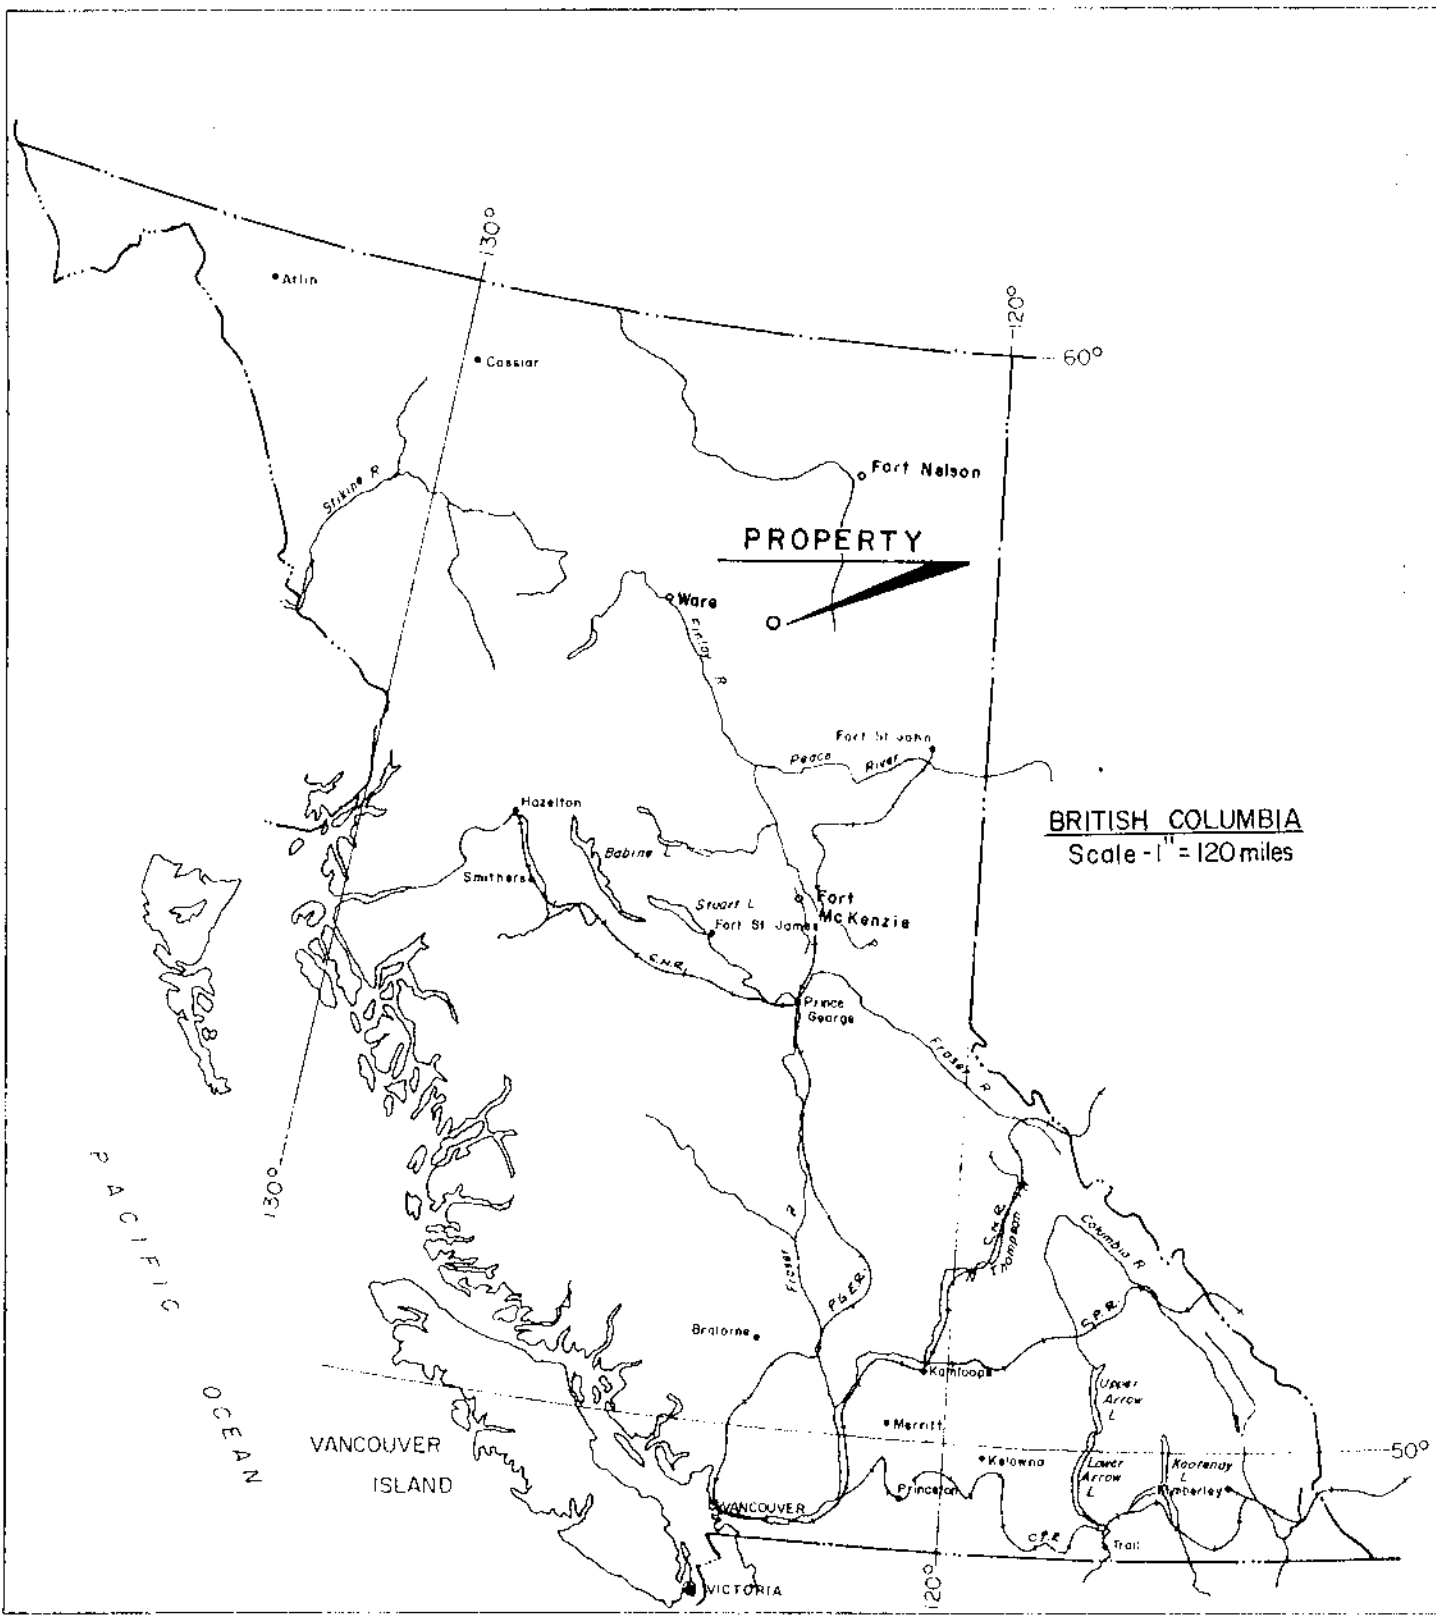 130°
Atlin
120°
60°
Cassiar
Fort Nelson
Stikine R
PROPERTY
Ware
Finlay R
Fort St John
Peace River
Hazelton
BRITISH COLUMBIA
Scale - 1" = 120 miles
Babine L
Smithers
Stuart L
Fort
McKenzie
Fort St James
C.N.R.
Prince
George
Fraser R
PACIFIC
OCEAN
130°
C.N.R.
Thompson
Columbia R
Fraser R
P.G.E.R.
C.P.R.
Bralorne
Kamloops
Upper
Arrow
L
Merritt
50°
VANCOUVER
ISLAND
Kelowna
Lower
Arrow
L
Kootenay
L
Kimberley
Princeton
VANCOUVER
C.P.R.
Trail
120°
VICTORIA